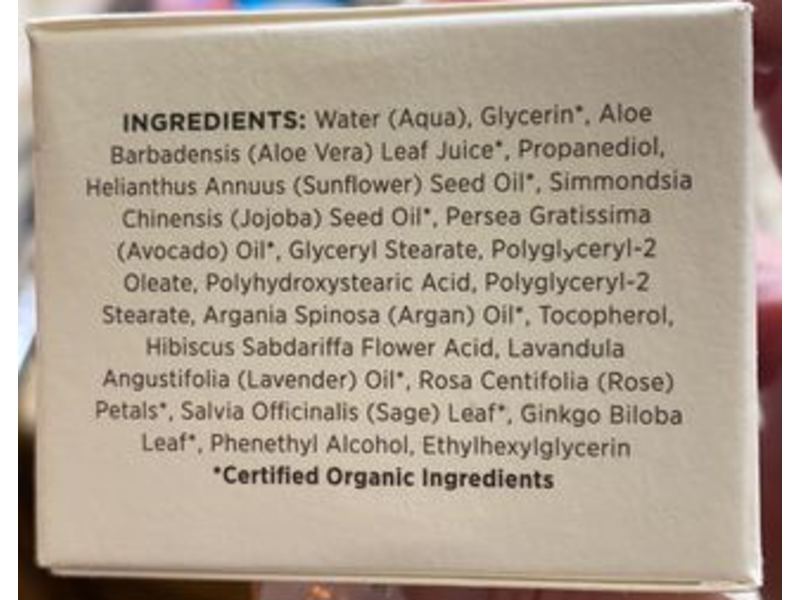 INGREDIENTS: Water (Aqua), Glycerin*, Aloe
Barbadensis (Aloe Vera) Leaf Juice*, Propanediol,
Helianthus Annuus (Sunflower) Seed Oil*, Simmondsia
Chinensis (Jojoba) Seed Oil*, Persea Gratissima
(Avocado) Oil*, Glyceryl Stearate, Polyglyceryl-2
Oleate, Polyhydroxystearic Acid, Polyglyceryl-2
Stearate, Argania Spinosa (Argan) Oil*, Tocopherol,
Hibiscus Sabdariffa Flower Acid, Lavandula
Angustifolia (Lavender) Oil*, Rosa Centifolia (Rose)
Petals*, Salvia Officinalis (Sage) Leaf*, Ginkgo Biloba
Leaf*, Phenethyl Alcohol, Ethylhexylglycerin
*Certified Organic Ingredients